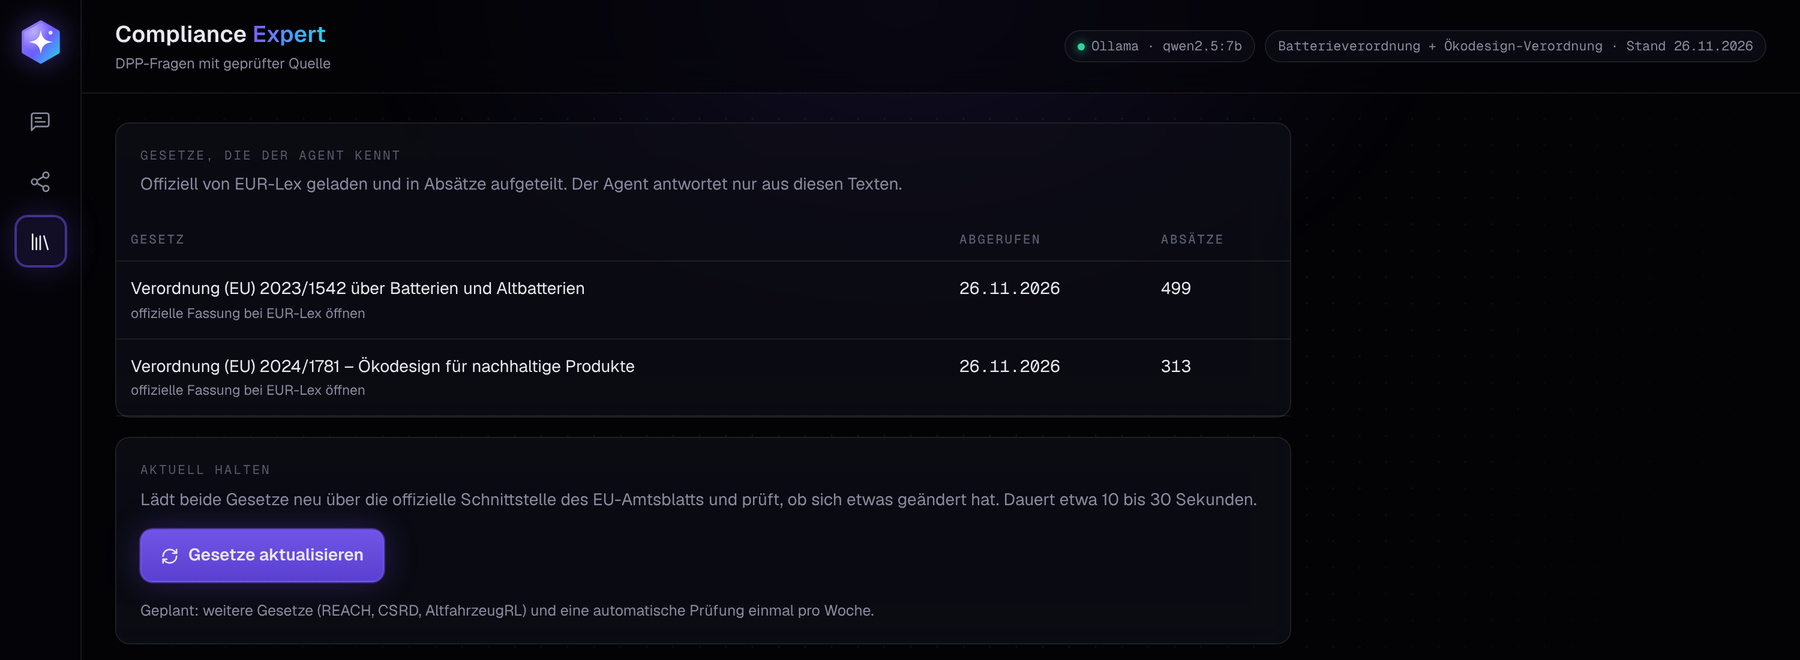 Compliance Expert
DPP-Fragen mit geprüfter Quelle
Ollama · qwen2.5:7b
Batterieverordnung + Ökodesign-Verordnung · Stand 26.11.2026
GESETZE, DIE DER AGENT KENNT
Offiziell von EUR-Lex geladen und in Absätze aufgeteilt. Der Agent antwortet nur aus diesen Texten.
GESETZ ABGERUFEN ABSÄTZE
Verordnung (EU) 2023/1542 über Batterien und Altbatterien 26.11.2026 499
offizielle Fassung bei EUR-Lex öffnen
Verordnung (EU) 2024/1781 – Ökodesign für nachhaltige Produkte 26.11.2026 313
offizielle Fassung bei EUR-Lex öffnen
AKTUELL HALTEN
Lädt beide Gesetze neu über die offizielle Schnittstelle des EU-Amtsblatts und prüft, ob sich etwas geändert hat. Dauert etwa 10 bis 30 Sekunden.
Gesetze aktualisieren
Geplant: weitere Gesetze (REACH, CSRD, AltfahrzeugRL) und eine automatische Prüfung einmal pro Woche.